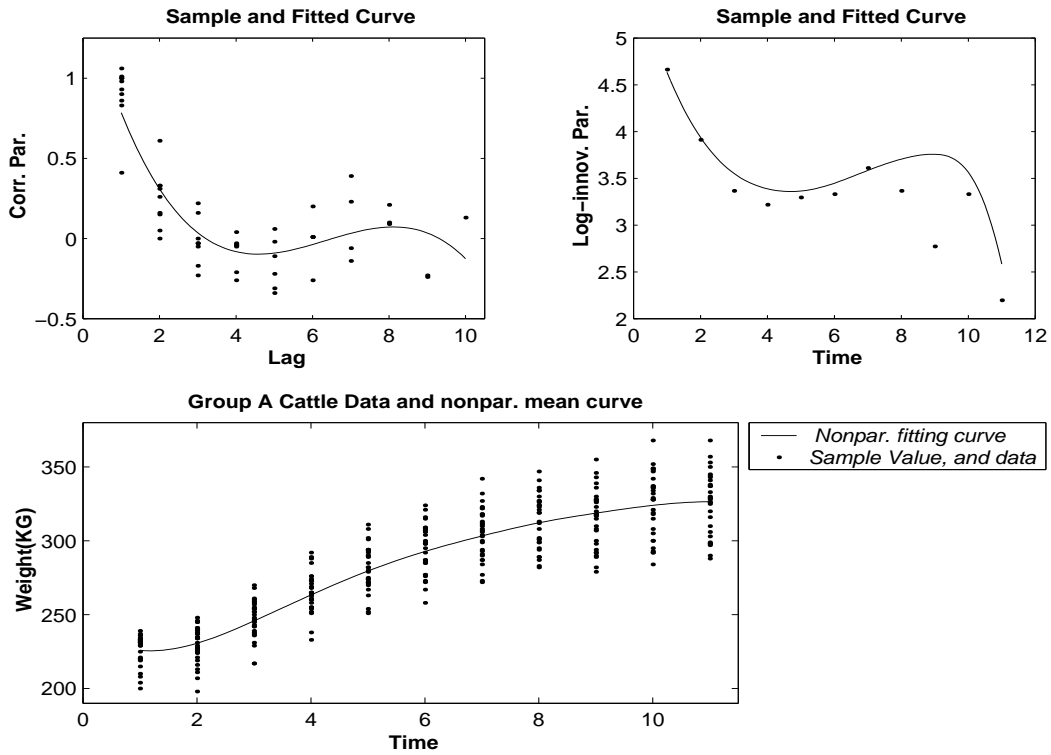 Sample and Fitted Curve
1
0.5
0
−0.5
Corr. Par.
0 2 4 6 8 10
Lag
Sample and Fitted Curve
5
4.5
4
3.5
3
2.5
2
Log−innov. Par.
0 2 4 6 8 10 12
Time
Group A Cattle Data and nonpar. mean curve
350
300
250
200
Weight(KG)
0 2 4 6 8 10
Time
Nonpar. fitting curve
Sample Value, and data